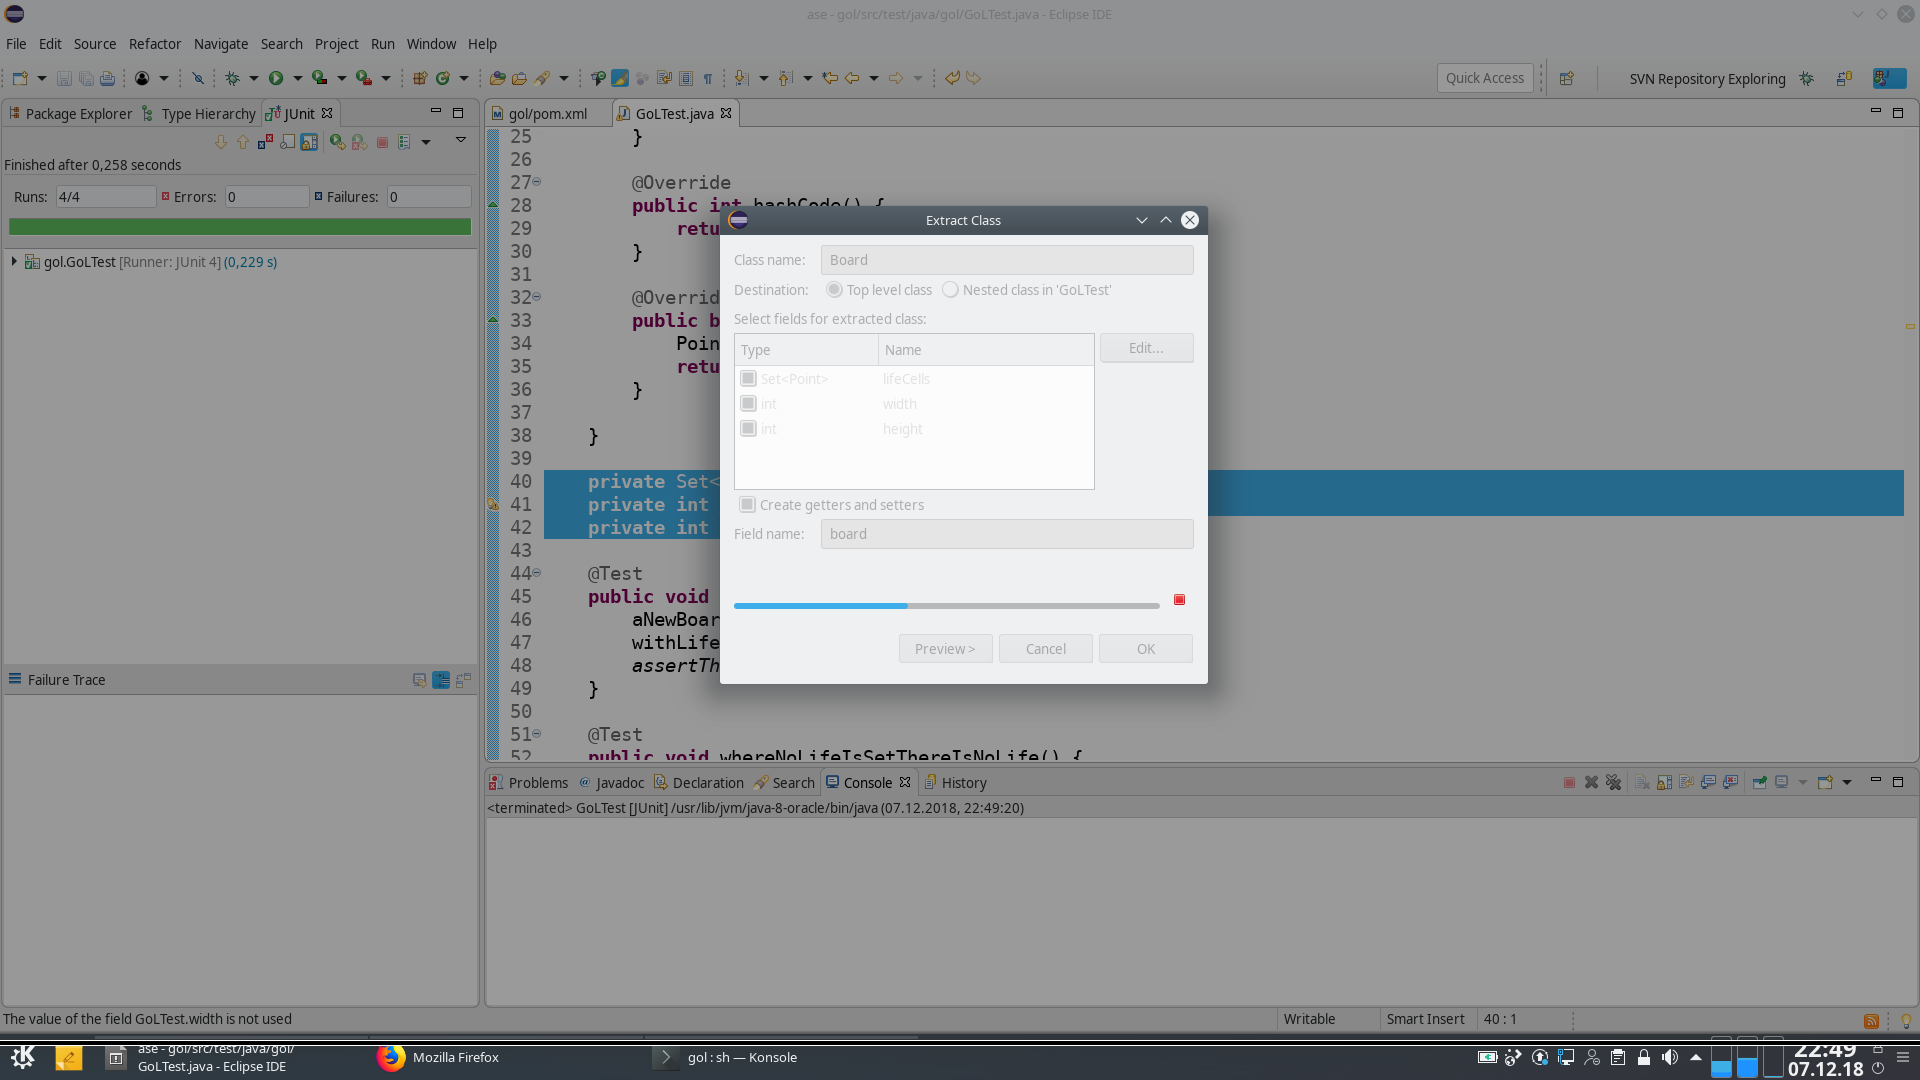 ase - gol/src/test/java/gol/GoLTest.java - Eclipse IDE
File Edit Source Refactor Navigate Search Project Run Window Help
Quick Access
SVN Repository Exploring
Package Explorer Type Hierarchy JUnit
gol/pom.xml GoLTest.java
Finished after 0,258 seconds
Runs: 4/4 Errors: 0 Failures: 0
gol.GoLTest [Runner: JUnit 4] (0,229 s)
Failure Trace
25 }
26
27 @Override
28 public int hashCode() {
29 retu
30 }
31
32 @Overrid
33 public b
34 Poin
35 retu
36 }
37
38 }
39
40 private Set<
41 private int
42 private int
43
44 @Test
45 public void
46 aNewBoar
47 withLife
48 assertTh
49 }
50
51 @Test
52 public void whereNoLifeIsSetThereIsNoLife() {
Extract Class
Class name: Board
Destination: Top level class Nested class in 'GoLTest'
Select fields for extracted class:
Type Name
Edit...
Set<Point> lifeCells
int width
int height
Create getters and setters
Field name: board
Preview > Cancel OK
Problems @ Javadoc Declaration Search Console History
<terminated> GoLTest [JUnit] /usr/lib/jvm/java-8-oracle/bin/java (07.12.2018, 22:49:20)
The value of the field GoLTest.width is not used
Writable Smart Insert 40 : 1
ase - gol/src/test/java/gol/
GoLTest.java - Eclipse IDE
Mozilla Firefox
gol : sh — Konsole
22:49
07.12.18